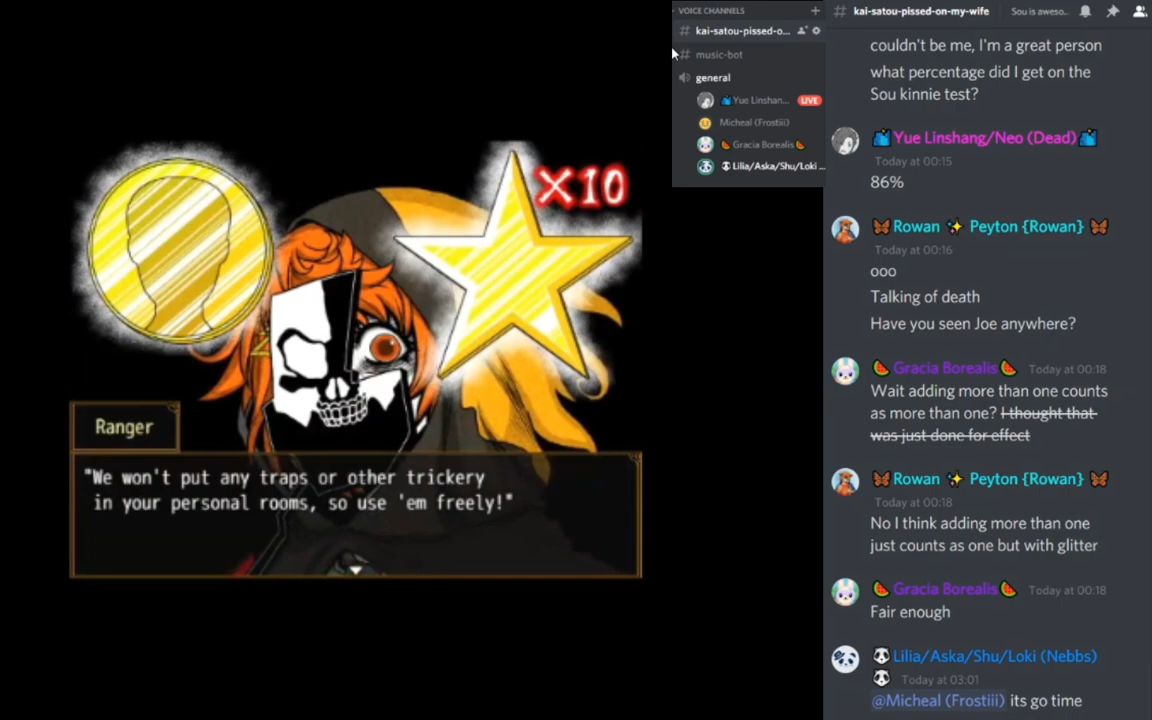 X10
Ranger
"We won't put any traps or other trickery
in your personal rooms, so use 'em freely!"
VOICE CHANNELS +
# kai-satou-pissed-o...
# music-bot
general
Yue Linshan... LIVE
Micheal (Frostiii)
🍉 Gracia Borealis 🍉
🐼 Lilia/Aska/Shu/Loki ...
# kai-satou-pissed-on-my-wife
Sou is aweso...
couldn't be me, I'm a great person
what percentage did I get on the
Sou kinnie test?
Yue Linshang/Neo (Dead)
Today at 00:15
86%
🦋 Rowan ✨ Peyton {Rowan} 🦋
Today at 00:16
ooo
Talking of death
Have you seen Joe anywhere?
🍉 Gracia Borealis 🍉 Today at 00:18
Wait adding more than one counts
as more than one? I thought that
was just done for effect
🦋 Rowan ✨ Peyton {Rowan} 🦋
Today at 00:18
No I think adding more than one
just counts as one but with glitter
🍉 Gracia Borealis 🍉 Today at 00:18
Fair enough
🐼 Lilia/Aska/Shu/Loki (Nebbs)
🐼 Today at 03:01
@Micheal (Frostiii) its go time